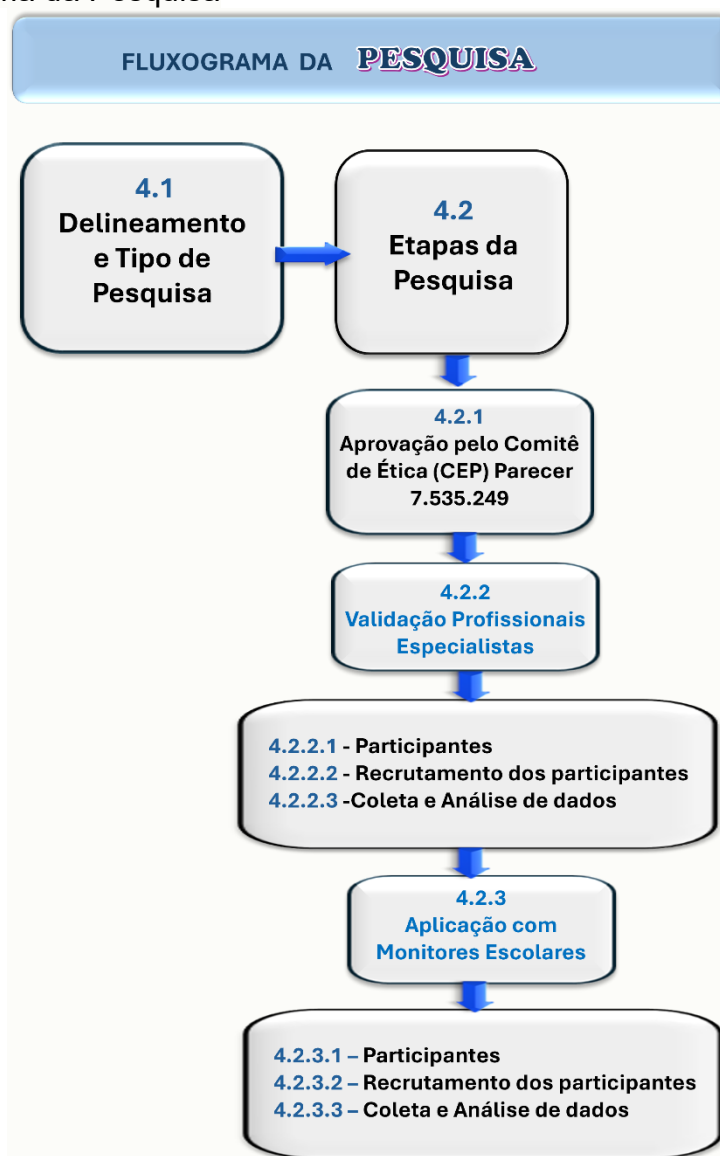 FLUXOGRAMA DA PESQUISA
4.1
Delineamento
e Tipo de
Pesquisa
4.2
Etapas da
Pesquisa
4.2.1
Aprovação pelo Comitê
de Ética (CEP) Parecer
7.535.249
4.2.2
Validação Profissionais
Especialistas
4.2.2.1 - Participantes
4.2.2.2 - Recrutamento dos participantes
4.2.2.3 -Coleta e Análise de dados
4.2.3
Aplicação com
Monitores Escolares
4.2.3.1 – Participantes
4.2.3.2 – Recrutamento dos participantes
4.2.3.3 – Coleta e Análise de dados